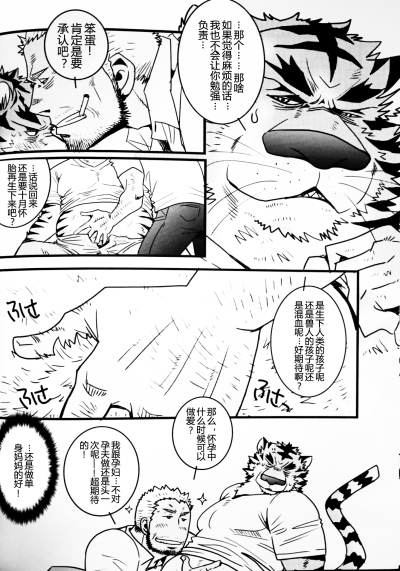 …那个……那啥
如果觉得麻烦的话…
我也不会让你勉强
负责…
笨蛋！
肯定是要
承认吧？
…话说回来
还是要十月怀
胎再生下来吧？
是生下人类的孩子呢
还是兽人的孩子呢还
是混血呢…好期待啊？
ふさ
ふさ
那么，怀孕中
什么时候可以
做爱？
我跟孕妇…不对
孕夫做还是头一
次呢——！超期待
…还是做单
身妈妈的好！